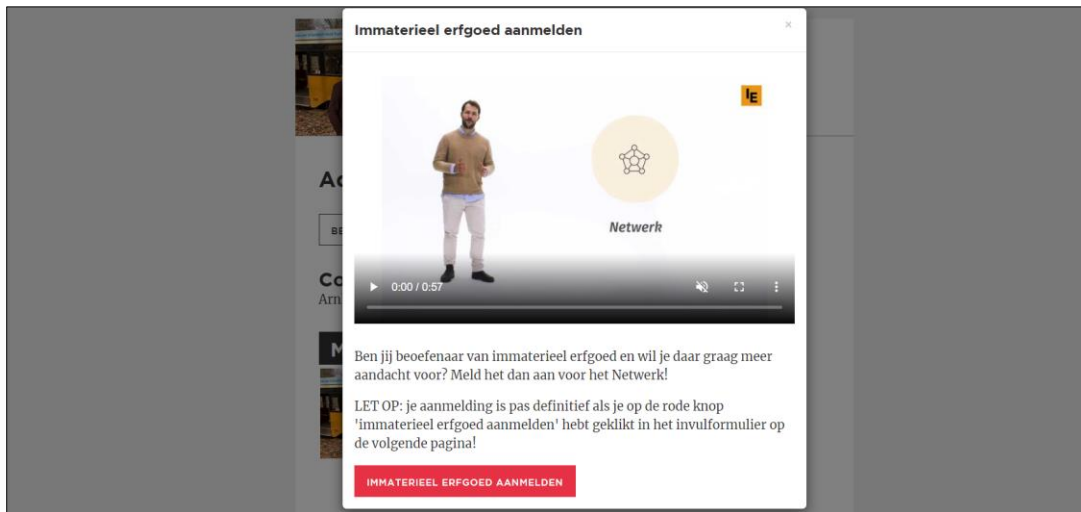 Immaterieel erfgoed aanmelden
×
IE
Netwerk
0:00 / 0:57
Ben jij beoefenaar van immaterieel erfgoed en wil je daar graag meer
aandacht voor? Meld het dan aan voor het Netwerk!
LET OP: je aanmelding is pas definitief als je op de rode knop
'immaterieel erfgoed aanmelden' hebt geklikt in het invulformulier op
de volgende pagina!
IMMATERIEEL ERFGOED AANMELDEN